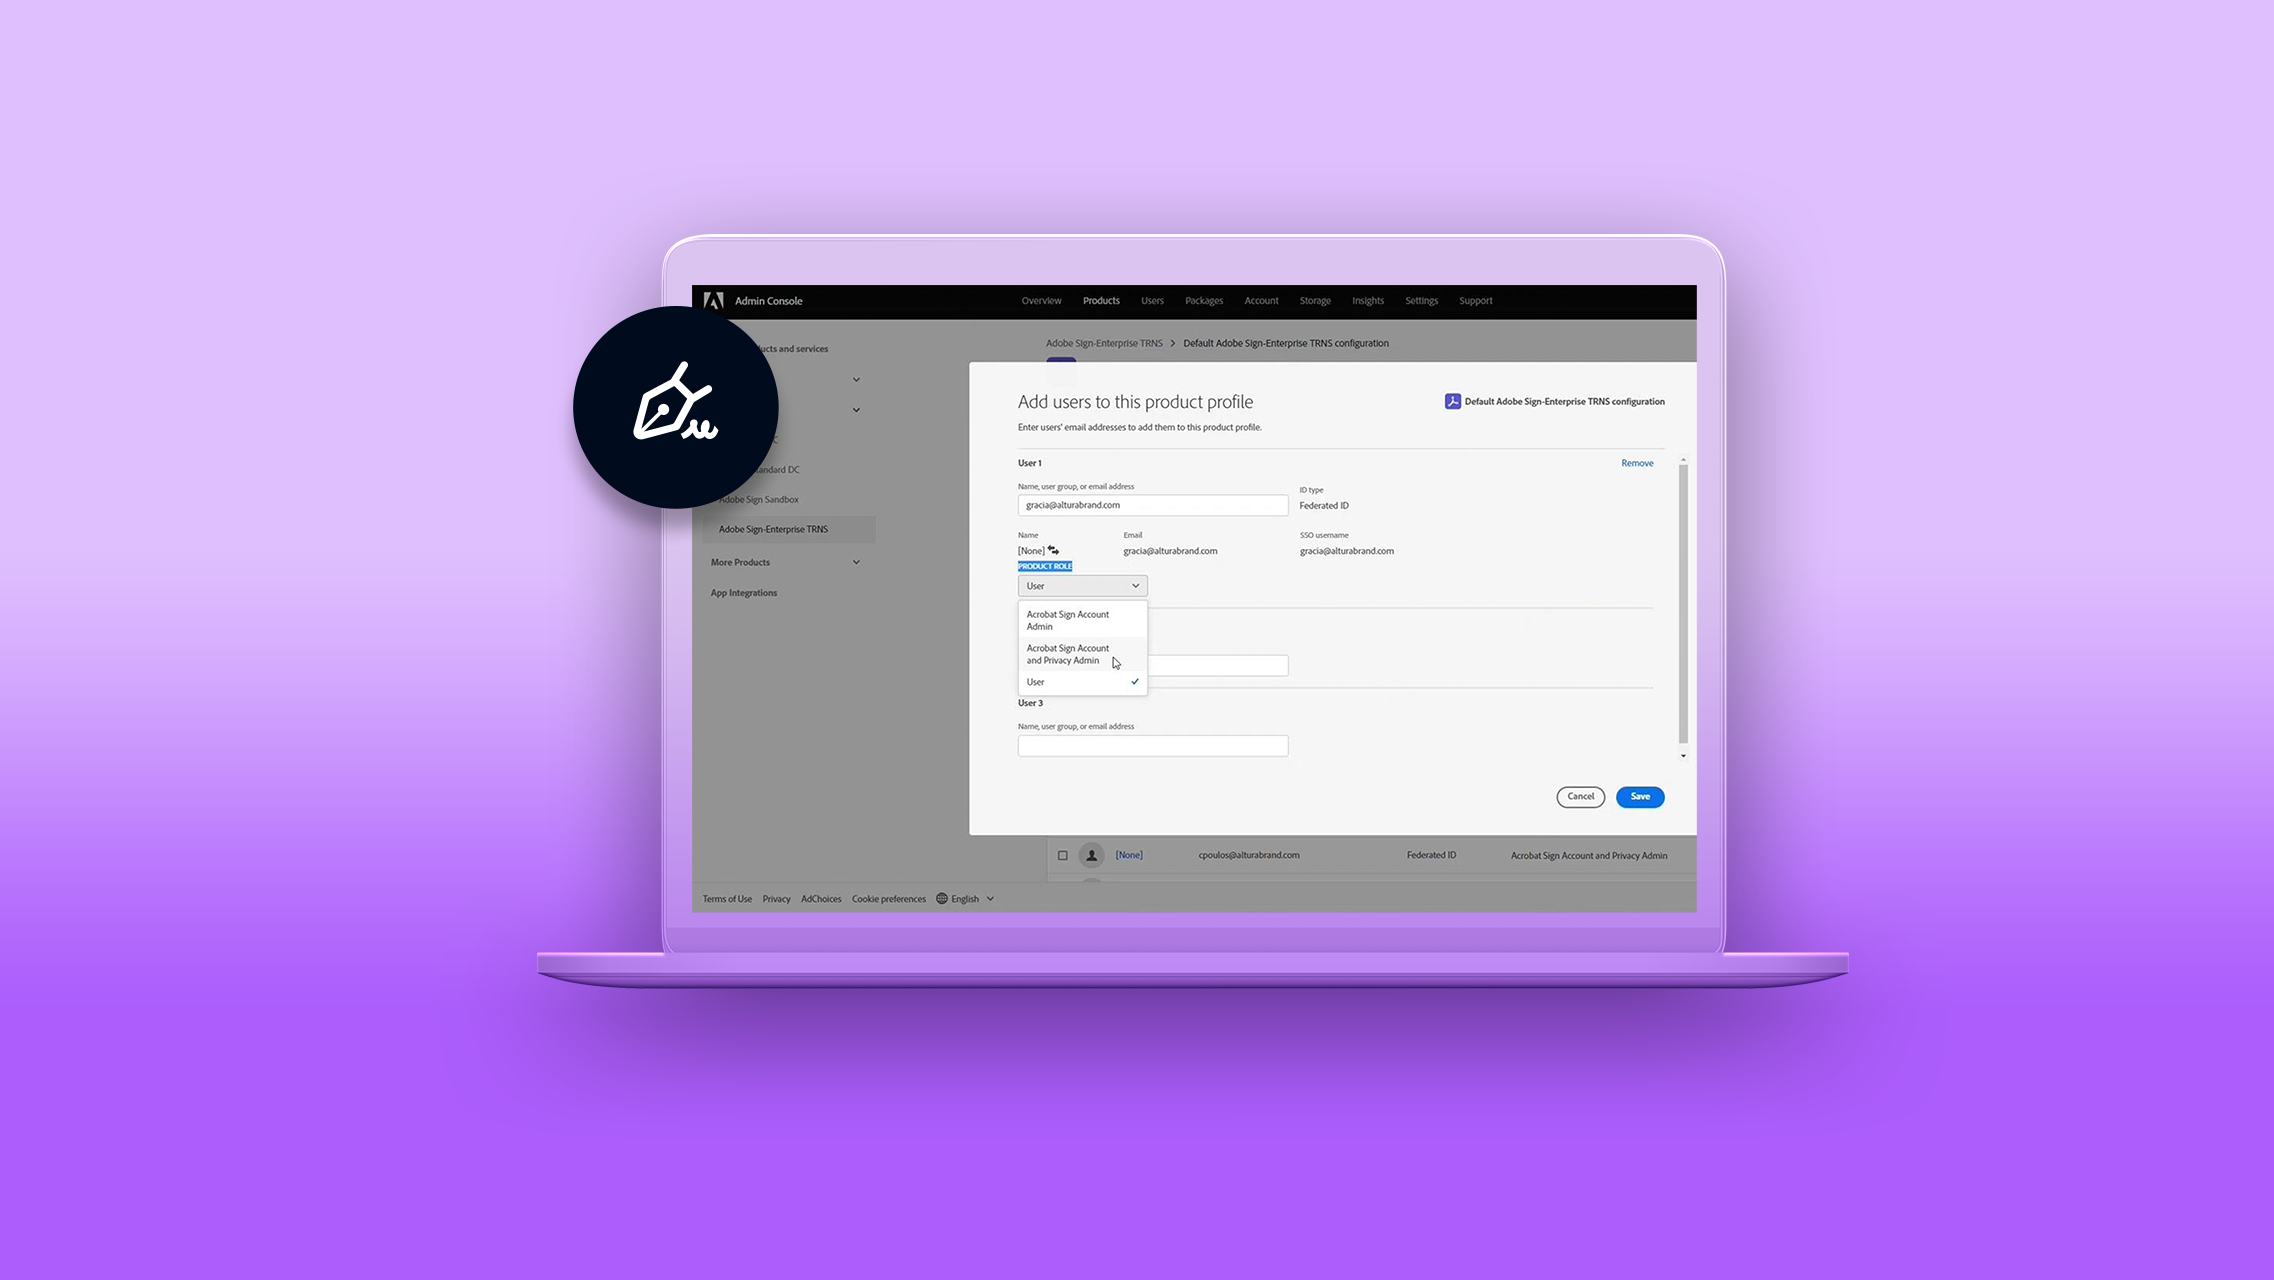 Admin Console
Overview Products Users Packages Account Storage Insights Settings Support
and services
Adobe Sign-Enterprise TRNS > Default Adobe Sign-Enterprise TRNS configuration
Add users to this product profile
Default Adobe Sign-Enterprise TRNS configuration
Enter users' email addresses to add them to this product profile.
User 1
Remove
Name, user group, or email address
ID type
gracia@alturabrand.com
Federated ID
Name Email SSO username
[None] gracia@alturabrand.com gracia@alturabrand.com
PRODUCT ROLE
User
Acrobat Sign Account
Admin
Acrobat Sign Account
and Privacy Admin
User
User 3
Name, user group, or email address
Cancel Save
DC
Adobe Sign Sandbox
Adobe Sign-Enterprise TRNS
More Products
App Integrations
[None] cpoulos@alturabrand.com Federated ID Acrobat Sign Account and Privacy Admin
Terms of Use Privacy AdChoices Cookie preferences English